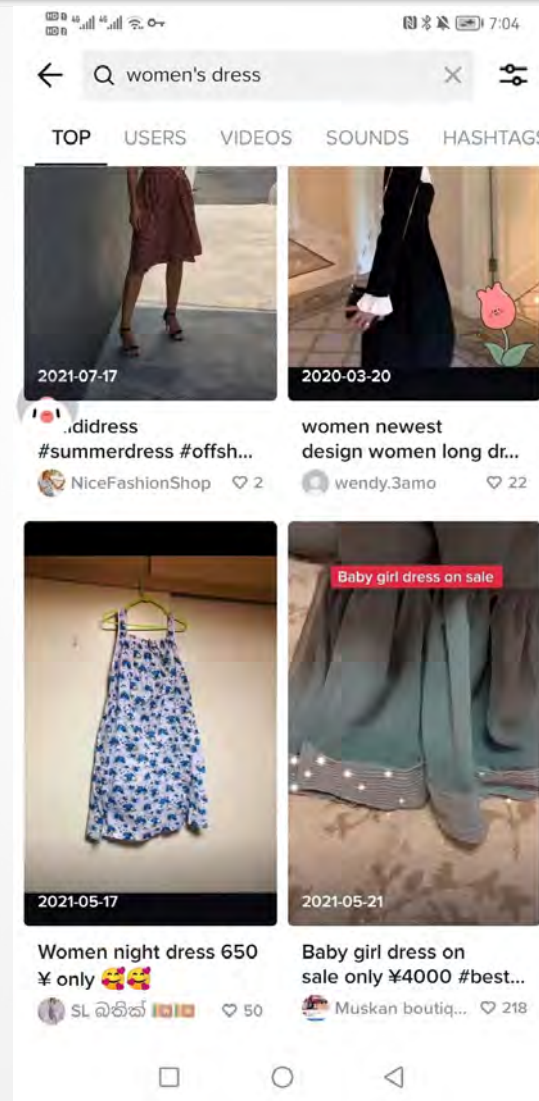 7:04
women's dress
TOP USERS VIDEOS SOUNDS HASHTAGS
2021-07-17
2020-03-20
#summerdress #offsh...
women newest
design women long dr...
NiceFashionShop 2
wendy.3amo 22
Baby girl dress on sale
2021-05-17
2021-05-21
Women night dress 650
¥ only 🥰🥰
Baby girl dress on
sale only ¥4000 #best...
SL බතික් 🇱🇰🇱🇰 50
Muskan boutiq... 218